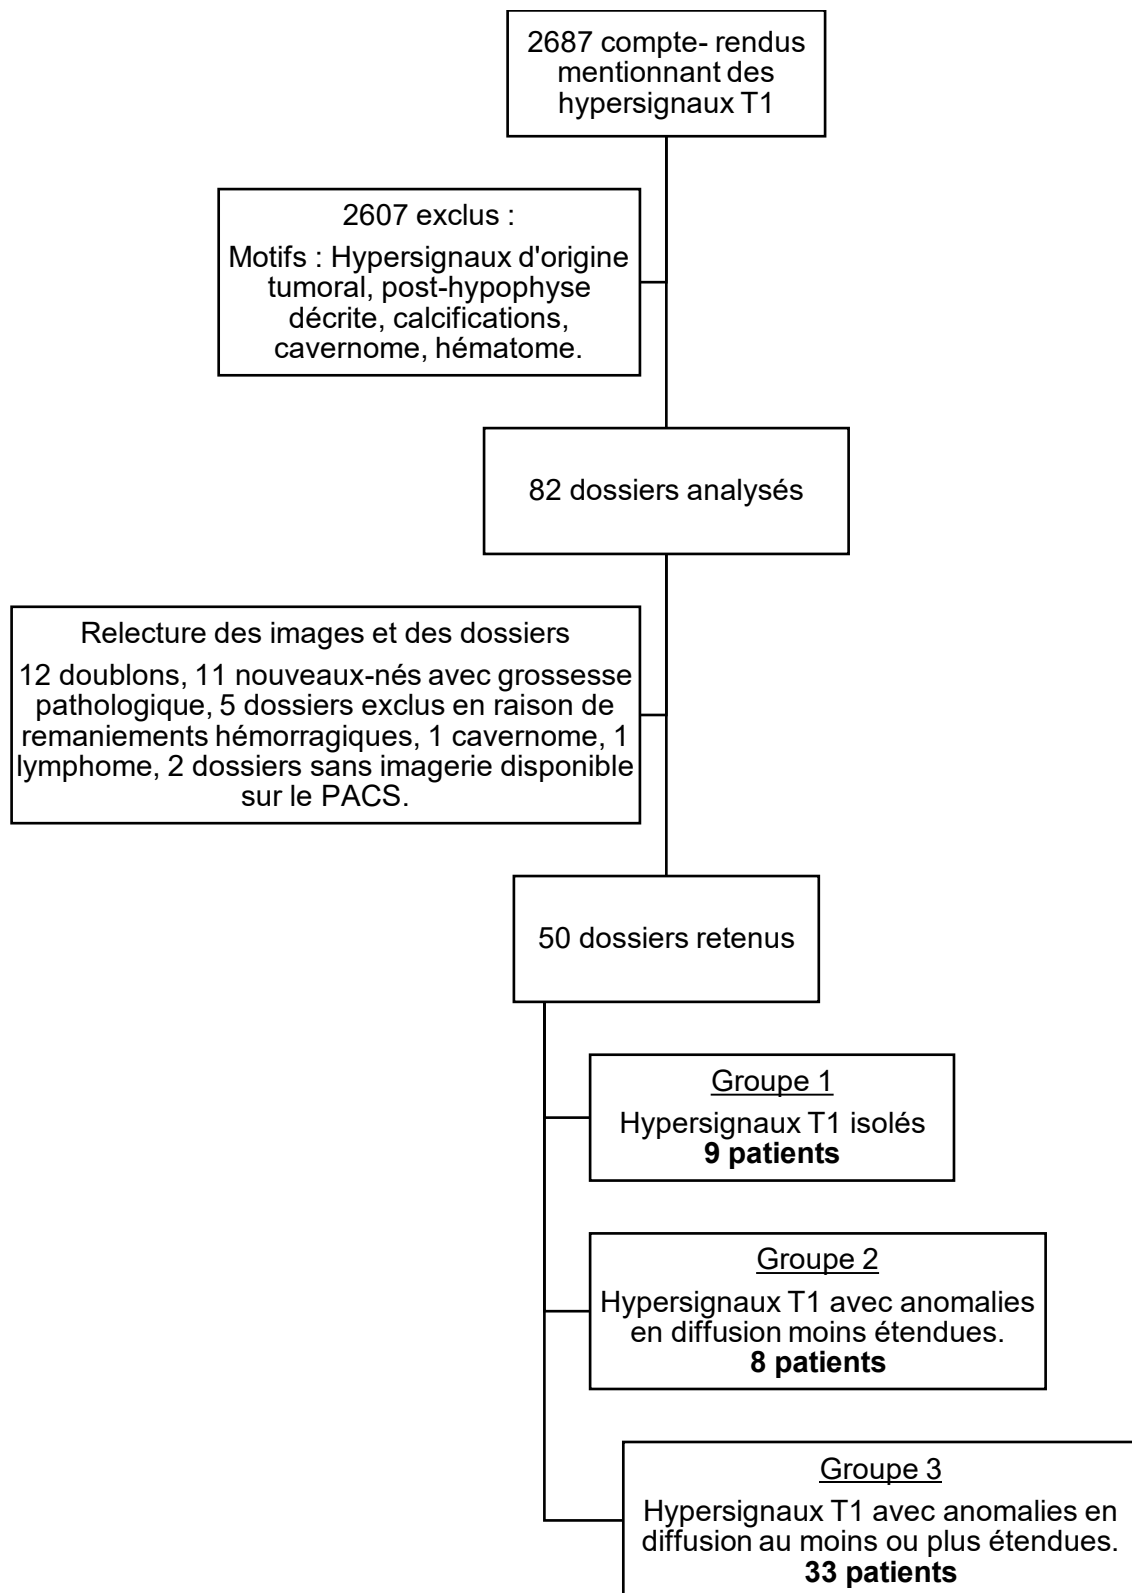 2687 compte- rendus
mentionnant des
hypersignaux T1
2607 exclus :
Motifs : Hypersignaux d'origine
tumoral, post-hypophyse
décrite, calcifications,
cavernome, hématome.
82 dossiers analysés
Relecture des images et des dossiers
12 doublons, 11 nouveaux-nés avec grossesse
pathologique, 5 dossiers exclus en raison de
remaniements hémorragiques, 1 cavernome, 1
lymphome, 2 dossiers sans imagerie disponible
sur le PACS.
50 dossiers retenus
Groupe 1
Hypersignaux T1 isolés
9 patients
Groupe 2
Hypersignaux T1 avec anomalies
en diffusion moins étendues.
8 patients
Groupe 3
Hypersignaux T1 avec anomalies en
diffusion au moins ou plus étendues.
33 patients